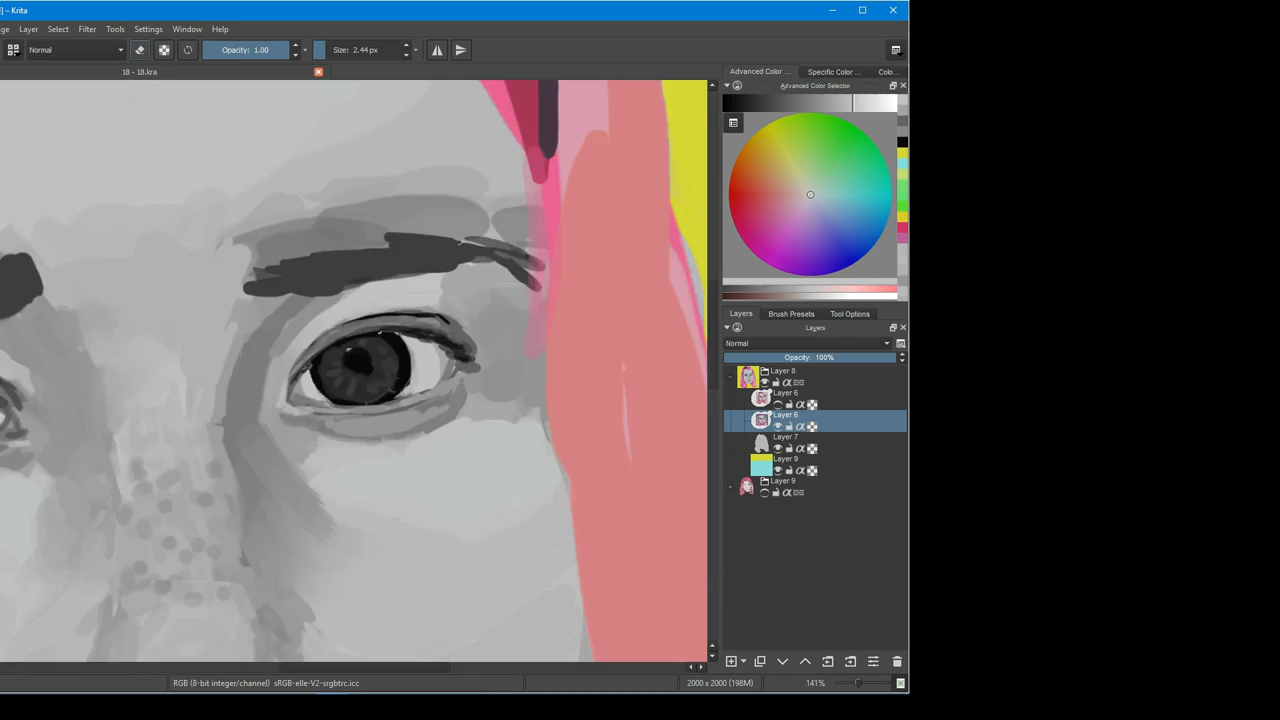 – Krita
ge Layer Select Filter Tools Settings Window Help
Normal Opacity: 1.00 Size: 2.44 px
18 - 18.kra
Advanced Color ... Specific Color ... Colo...
Advanced Color Selector
Layers Brush Presets Tool Options
Layers
Normal
Opacity: 100%
Layer 8
Layer 6
Layer 6
Layer 7
Layer 9
Layer 9
RGB (8-bit integer/channel) sRGB-elle-V2-srgbtrc.icc 2000 x 2000 (198M) 141%